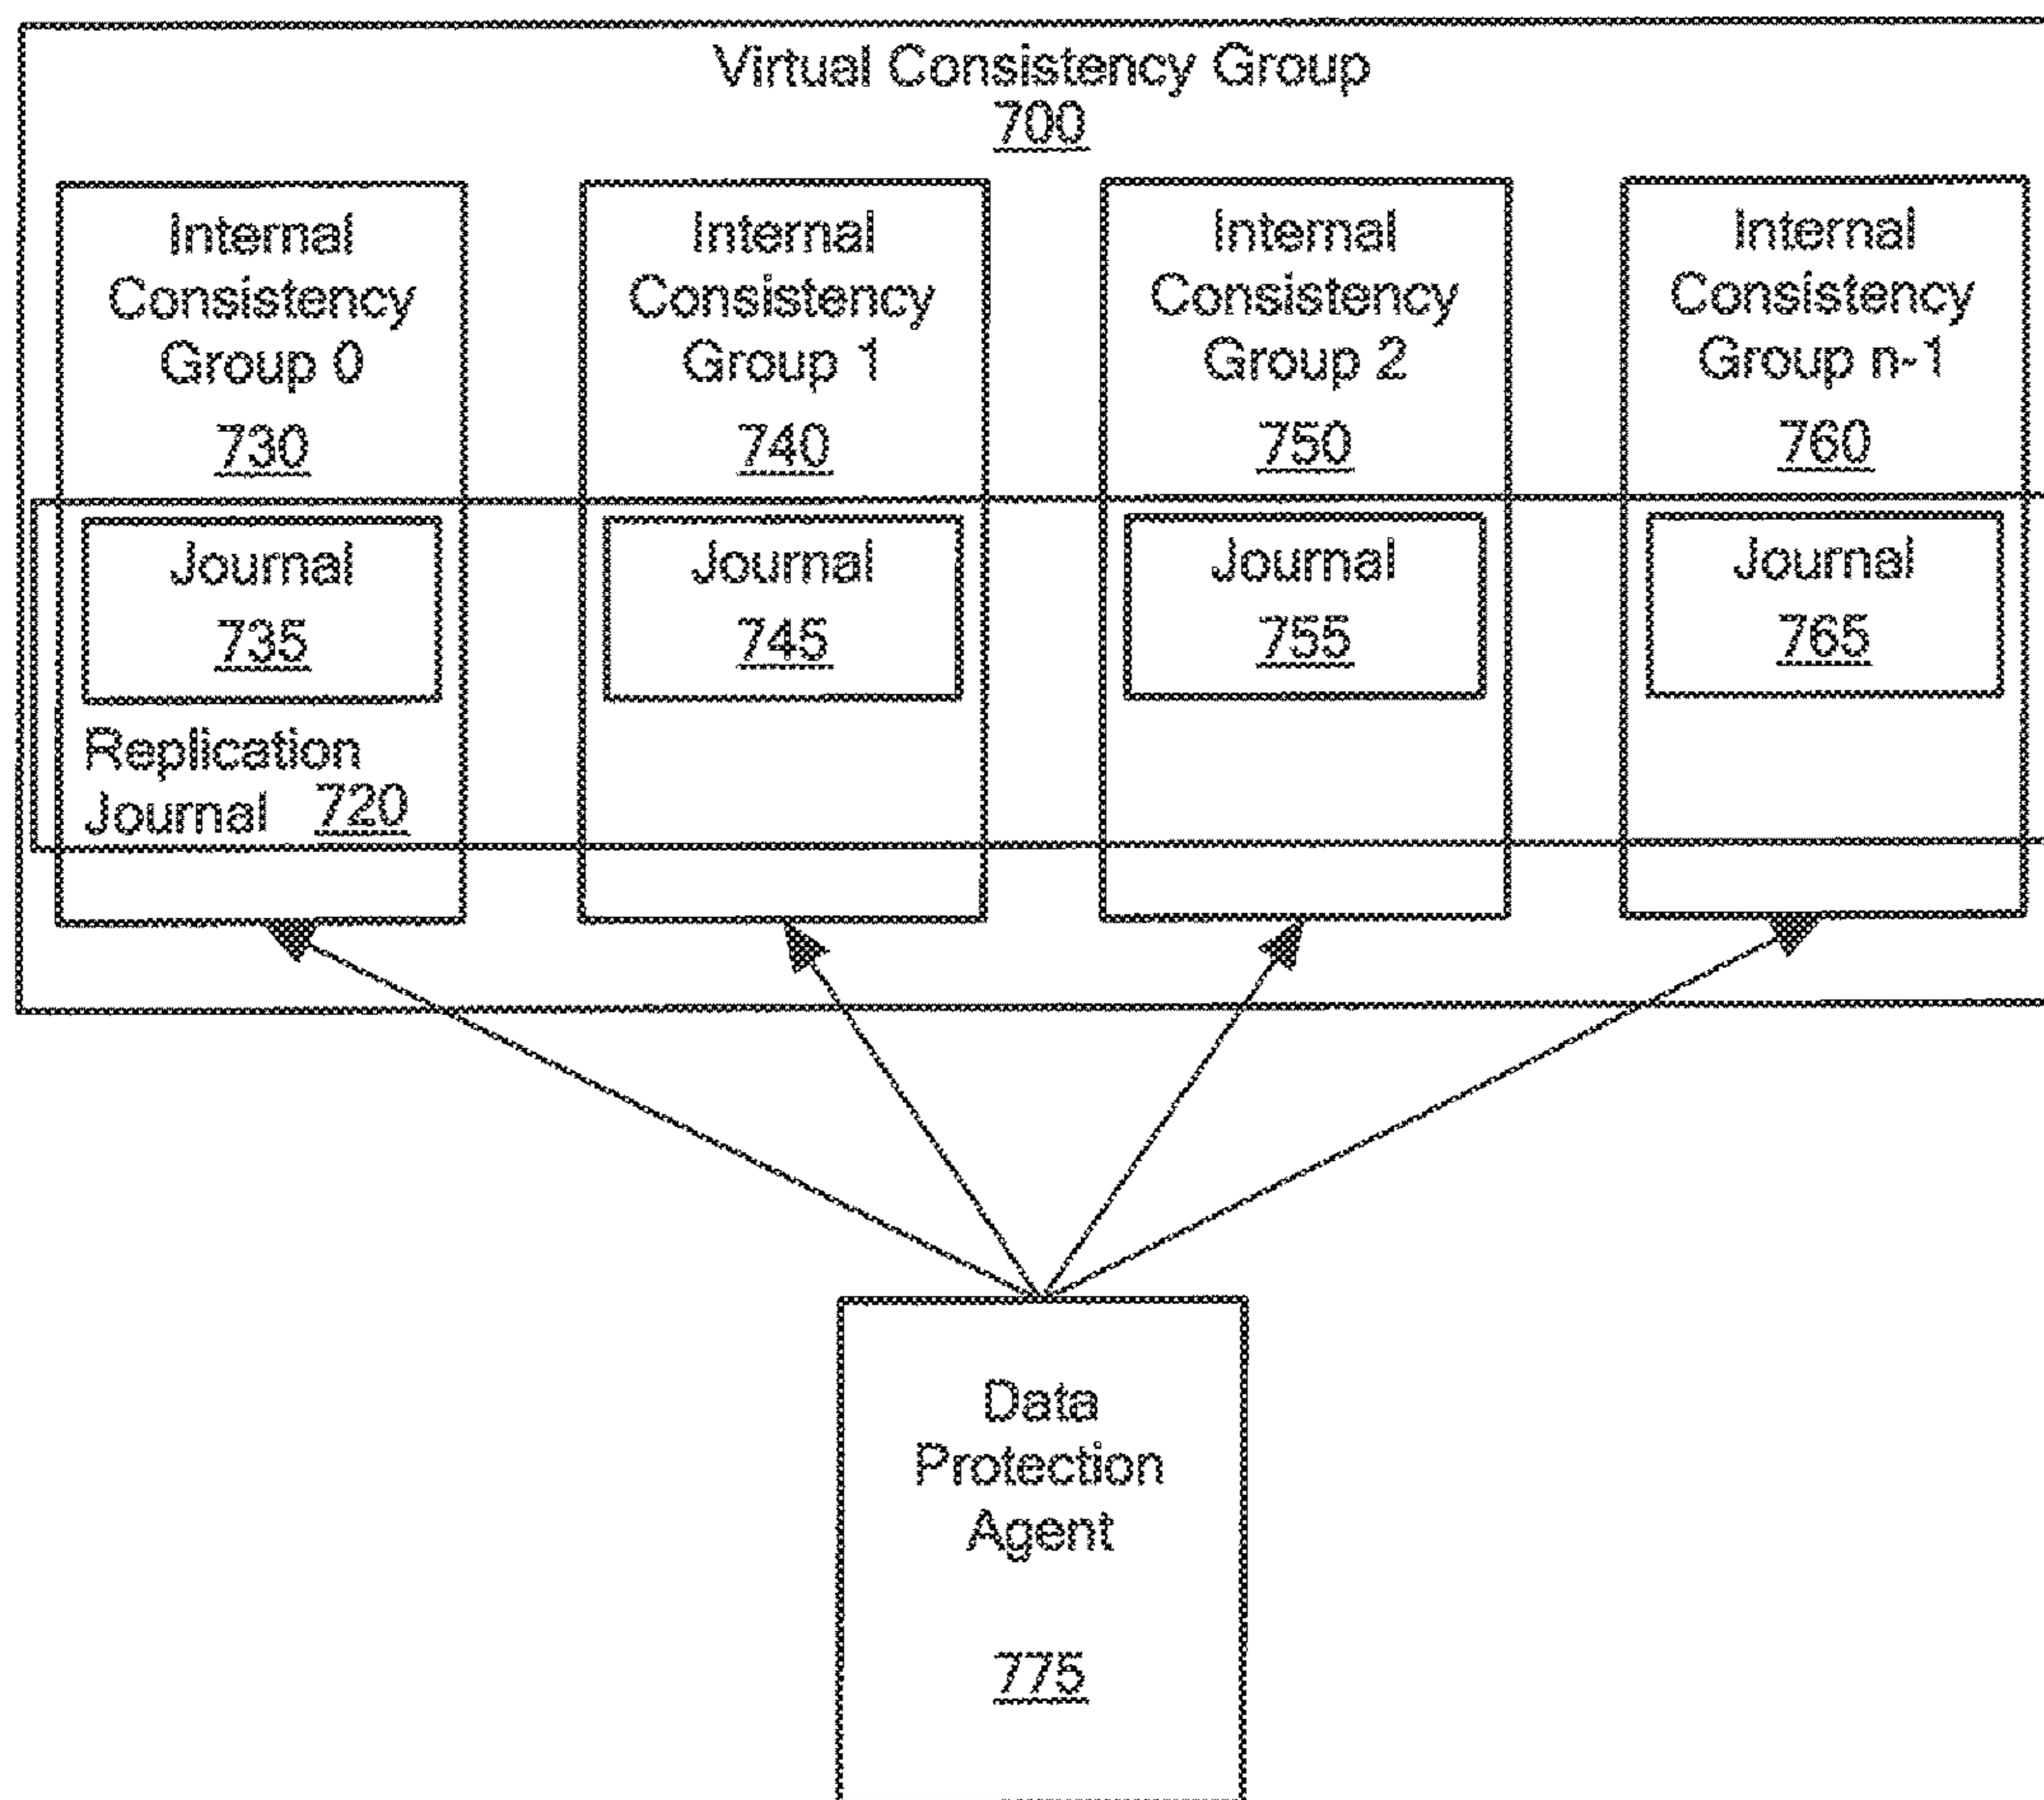 Virtual Consistency Group
700
Internal
Consistency
Group 0
730
Internal
Consistency
Group 1
740
Internal
Consistency
Group 2
750
Internal
Consistency
Group n-1
760
Journal
735
Journal
745
Journal
755
Journal
765
Replication
Journal 720
Data
Protection
Agent
775